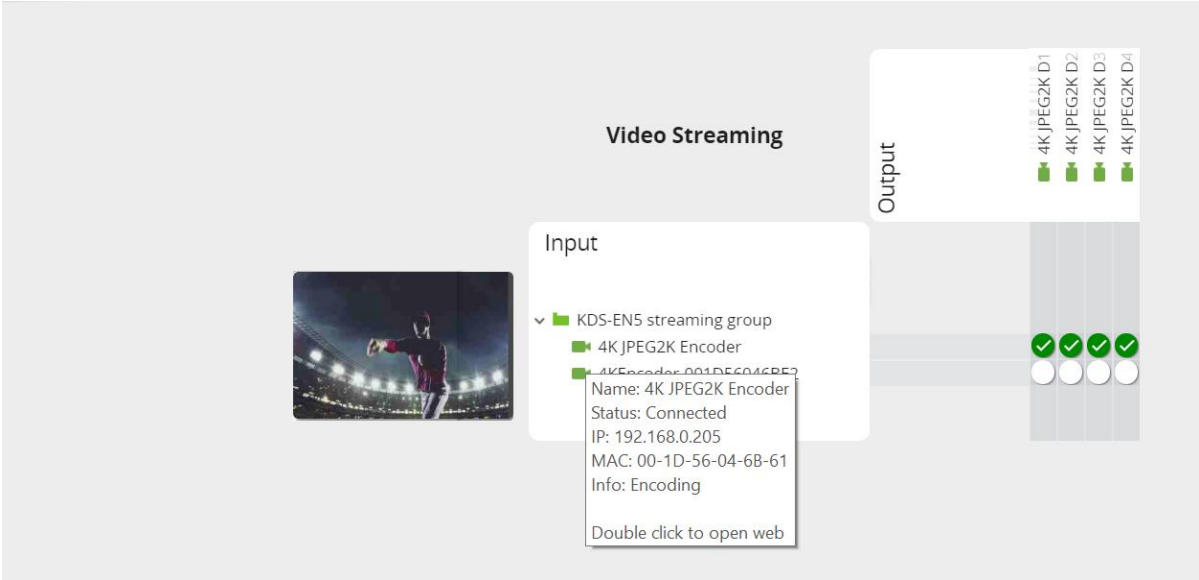 Video Streaming
Output
4K JPEG2K D1
4K JPEG2K D2
4K JPEG2K D3
4K JPEG2K D4
Input
KDS-EN5 streaming group
4K JPEG2K Encoder
Name: 4K JPEG2K Encoder
Status: Connected
IP: 192.168.0.205
MAC: 00-1D-56-04-6B-61
Info: Encoding
Double click to open web